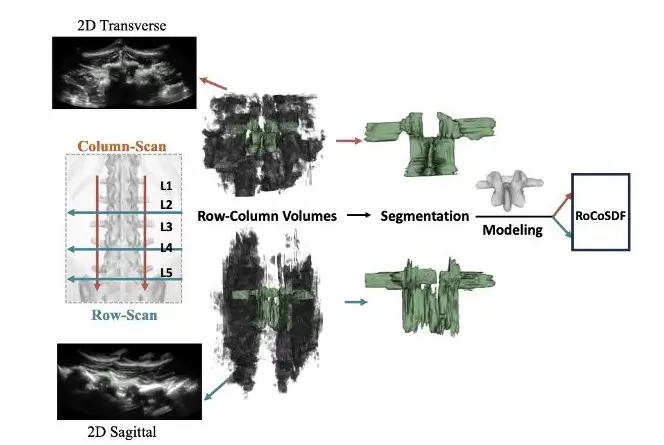 2D Transverse
Column-Scan
L1
L2
L3
L4
L5
Row-Scan
2D Sagittal
Row-Column Volumes
Segmentation
Modeling
RoCoSDF